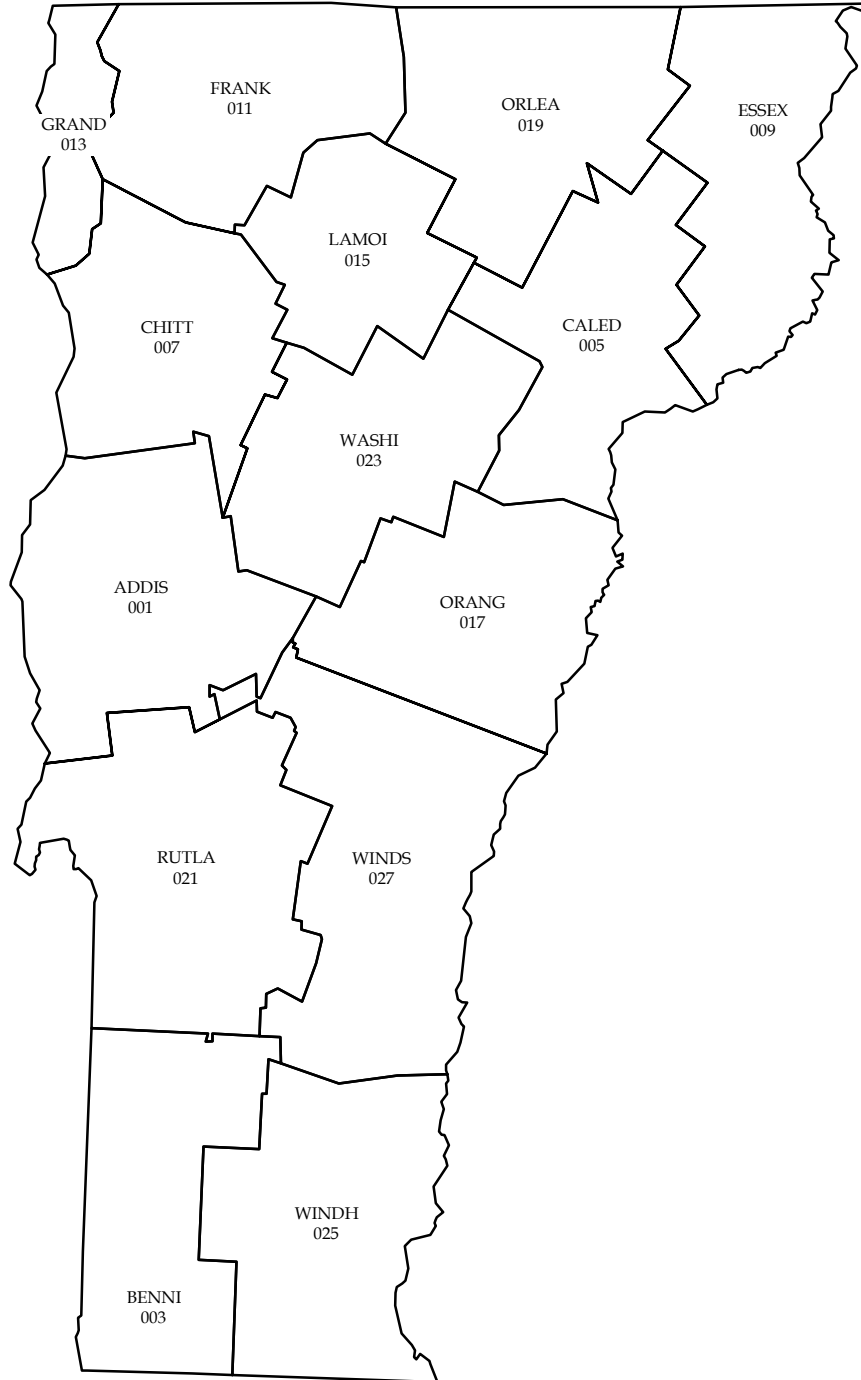 FRANK
011
ORLEA
019
ESSEX
009
GRAND
013
LAMOI
015
CHITT
007
CALED
005
WASHI
023
ADDIS
001
ORANG
017
RUTLA
021
WINDS
027
WINDH
025
BENNI
003